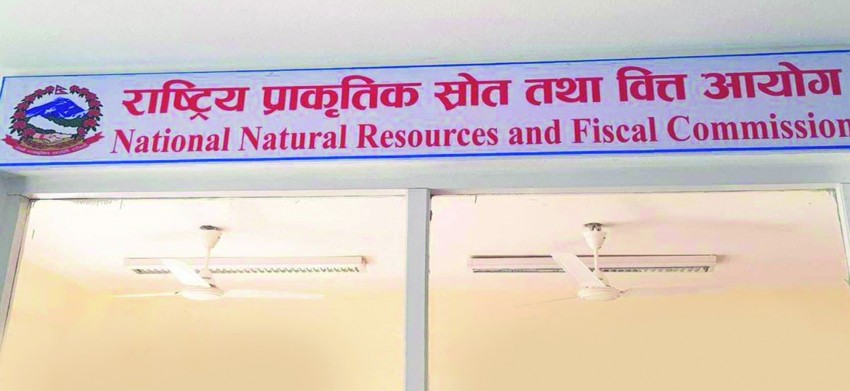 राष्ट्रिय प्राकृतिक स्रोत तथा वित्त आयोग
National Natural Resources and Fiscal Commission